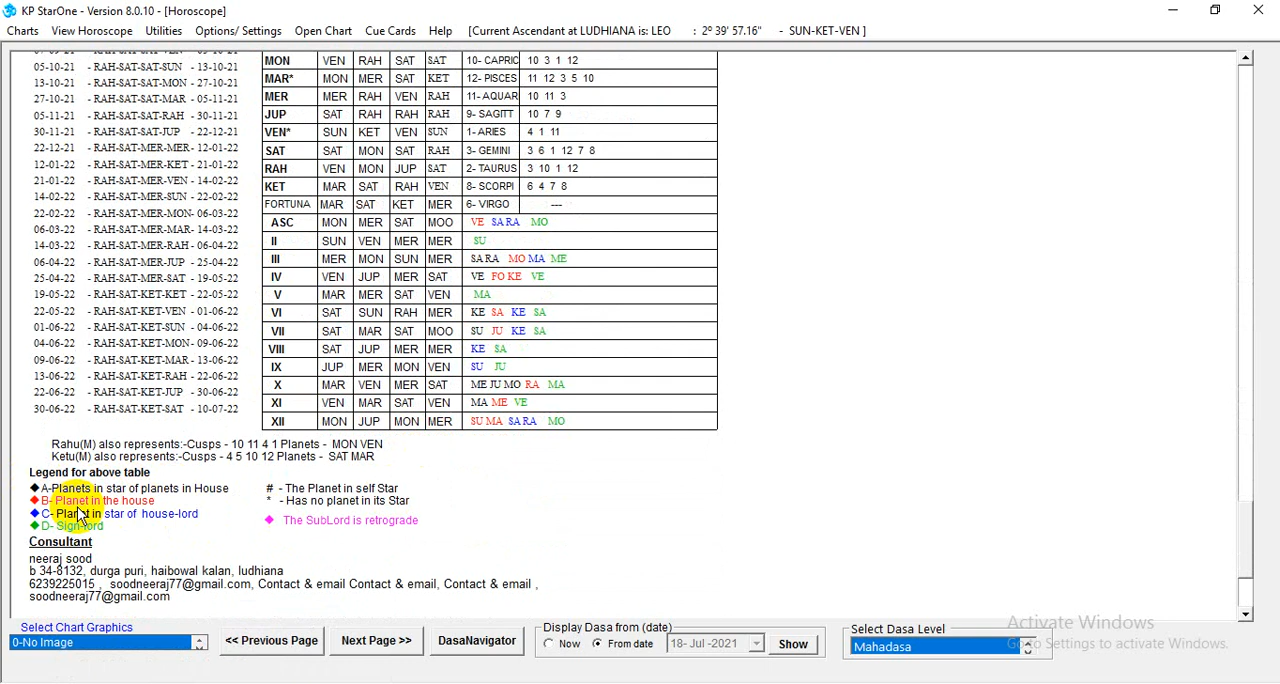 KP StarOne - Version 8.0.10 - [Horoscope]
Charts View Horoscope Utilities Options/ Settings Open Chart Cue Cards Help [Current Ascendant at LUDHIANA is: LEO : 2º 39' 57.16" - SUN-KET-VEN ]
05-10-21 - RAH-SAT-SAT-SUN - 13-10-21
13-10-21 - RAH-SAT-SAT-MON - 27-10-21
27-10-21 - RAH-SAT-SAT-MAR - 05-11-21
05-11-21 - RAH-SAT-SAT-RAH - 30-11-21
30-11-21 - RAH-SAT-SAT-JUP - 22-12-21
22-12-21 - RAH-SAT-MER-MER - 12-01-22
12-01-22 - RAH-SAT-MER-KET - 21-01-22
21-01-22 - RAH-SAT-MER-VEN - 14-02-22
14-02-22 - RAH-SAT-MER-SUN - 22-02-22
22-02-22 - RAH-SAT-MER-MON- 06-03-22
06-03-22 - RAH-SAT-MER-MAR- 14-03-22
14-03-22 - RAH-SAT-MER-RAH - 06-04-22
06-04-22 - RAH-SAT-MER-JUP - 25-04-22
25-04-22 - RAH-SAT-MER-SAT - 19-05-22
19-05-22 - RAH-SAT-KET-KET - 22-05-22
22-05-22 - RAH-SAT-KET-VEN - 01-06-22
01-06-22 - RAH-SAT-KET-SUN - 04-06-22
04-06-22 - RAH-SAT-KET-MON- 09-06-22
09-06-22 - RAH-SAT-KET-MAR - 13-06-22
13-06-22 - RAH-SAT-KET-RAH - 22-06-22
22-06-22 - RAH-SAT-KET-JUP - 30-06-22
30-06-22 - RAH-SAT-KET-SAT - 10-07-22
MON VEN RAH SAT SAT 10- CAPRIC 10 3 1 12
MAR* MON MER SAT KET 12- PISCES 11 12 3 5 10
MER MER RAH VEN RAH 11- AQUAR 10 11 3
JUP SAT RAH RAH RAH 9- SAGITT 10 7 9
VEN* SUN KET VEN SUN 1- ARIES 4 1 11
SAT SAT MON SAT RAH 3- GEMINI 3 6 1 12 7 8
RAH VEN MON JUP SAT 2- TAURUS 3 10 1 12
KET MAR SAT RAH VEN 8- SCORPI 6 4 7 8
FORTUNA MAR SAT KET MER 6- VIRGO ---
ASC MON MER SAT MOO VE SA RA MO
II SUN VEN MER MER SU
III MER MON SUN MER SA RA MO MA ME
IV VEN JUP MER SAT VE FO KE VE
V MAR MER SAT VEN MA
VI SAT SUN RAH MER KE SA KE SA
VII SAT MAR SAT MOO SU JU KE SA
VIII SAT JUP MER MER KE SA
IX JUP MER MON VEN SU JU
X MAR VEN MER SAT ME JU MO RA MA
XI VEN MAR SAT VEN MA ME VE
XII MON JUP MON MER SU MA SA RA MO
Rahu(M) also represents:-Cusps - 10 11 4 1 Planets - MON VEN
Ketu(M) also represents:-Cusps - 4 5 10 12 Planets - SAT MAR
Legend for above table
A-Planets in star of planets in House # - The Planet in self Star
B- Planet in the house * - Has no planet in its Star
C- Planet in star of house-lord The SubLord is retrograde
D- Sign-lord
Consultant
neeraj sood
b 34-8132, durga puri, haibowal kalan, ludhiana
6239225015 , soodneeraj77@gmail.com, Contact & email Contact & email, Contact & email ,
soodneeraj77@gmail.com
Select Chart Graphics
0-No Image
<< Previous Page
Next Page >>
DasaNavigator
Display Dasa from (date)
Now From date 18- Jul -2021 Show
Select Dasa Level
Mahadasa
Activate Windows
Go to Settings to activate Windows.